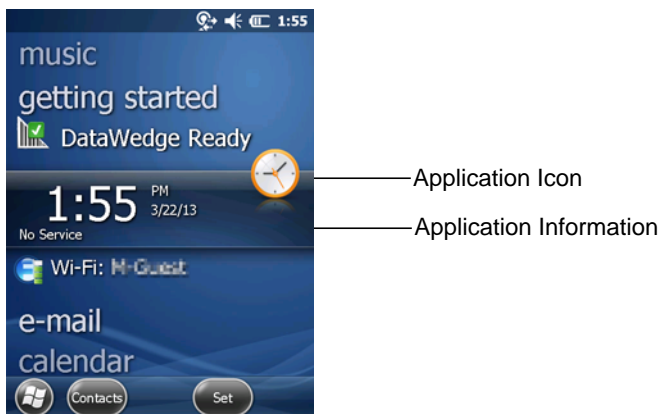 1:55
music
getting started
DataWedge Ready
Application Icon
1:55 PM
3/22/13
Application Information
No Service
Wi-Fi:
e-mail
calendar
Contacts
Set